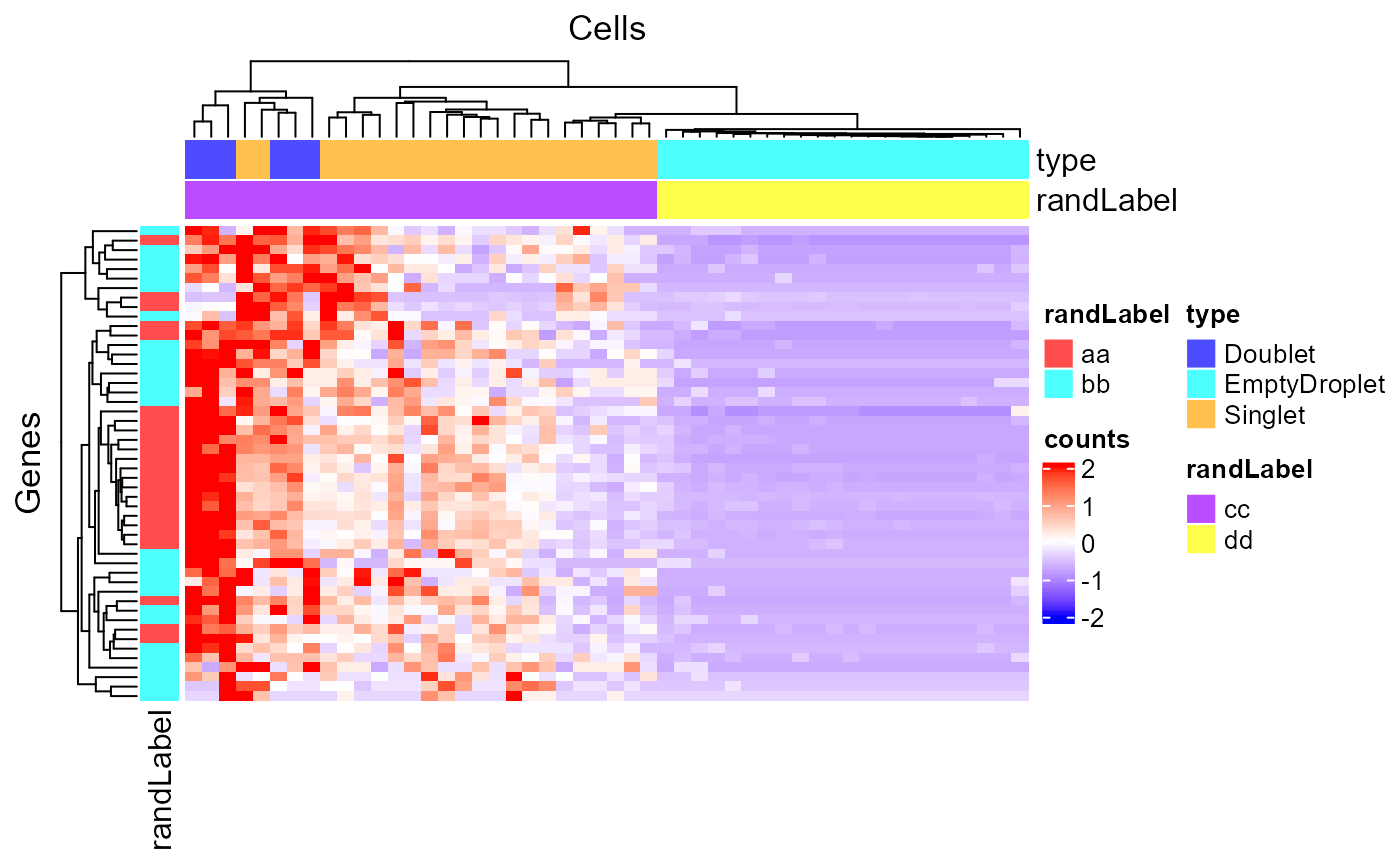 Cells
type
randLabel
Genes
randLabel
randLabel
aa
bb
counts
2
1
0
-1
-2
type
Doublet
EmptyDroplet
Singlet
randLabel
cc
dd